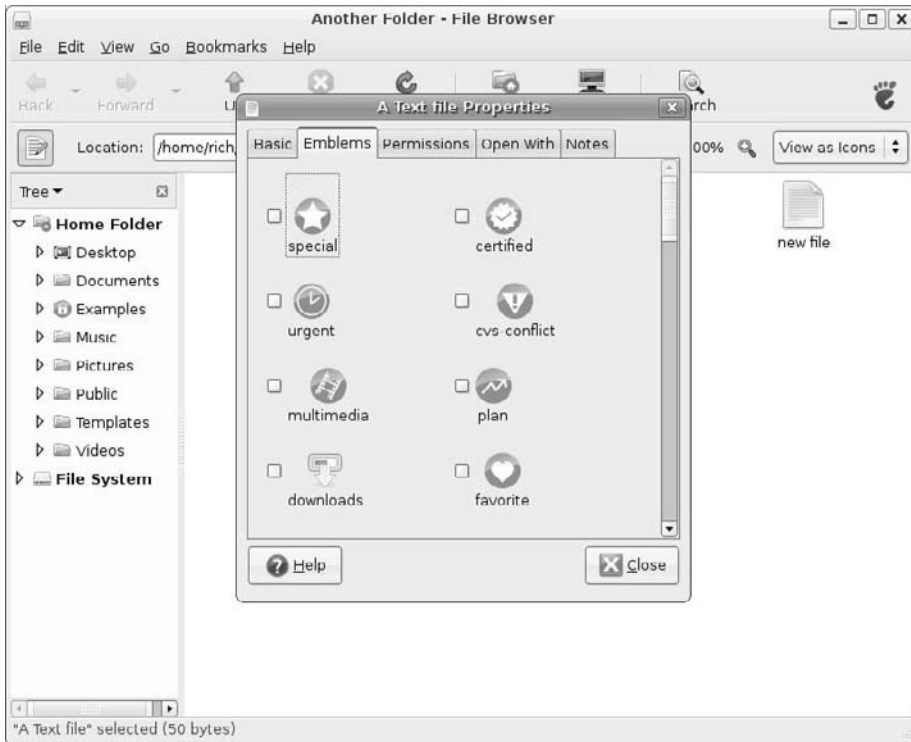 Another Folder - File Browser
File Edit View Go Bookmarks Help
Back Forward
A Text file Properties
Location: /home/rich,
00% View as Icons
Basic Emblems Permissions Open With Notes
Tree
Home Folder
Desktop
Documents
Examples
Music
Pictures
Public
Templates
Videos
File System
special certified
urgent cvs-conflict
multimedia plan
downloads favorite
new file
Help Close
"A Text file" selected (50 bytes)